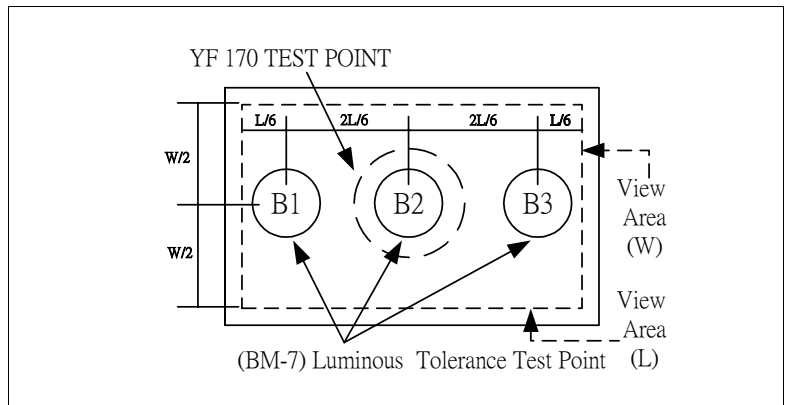 YF 170 TEST POINT
L/6 2L/6 2L/6 L/6
W/2
B1 B2 B3
View
Area
(W)
W/2
View
Area
(L)
(BM-7) Luminous Tolerance Test Point